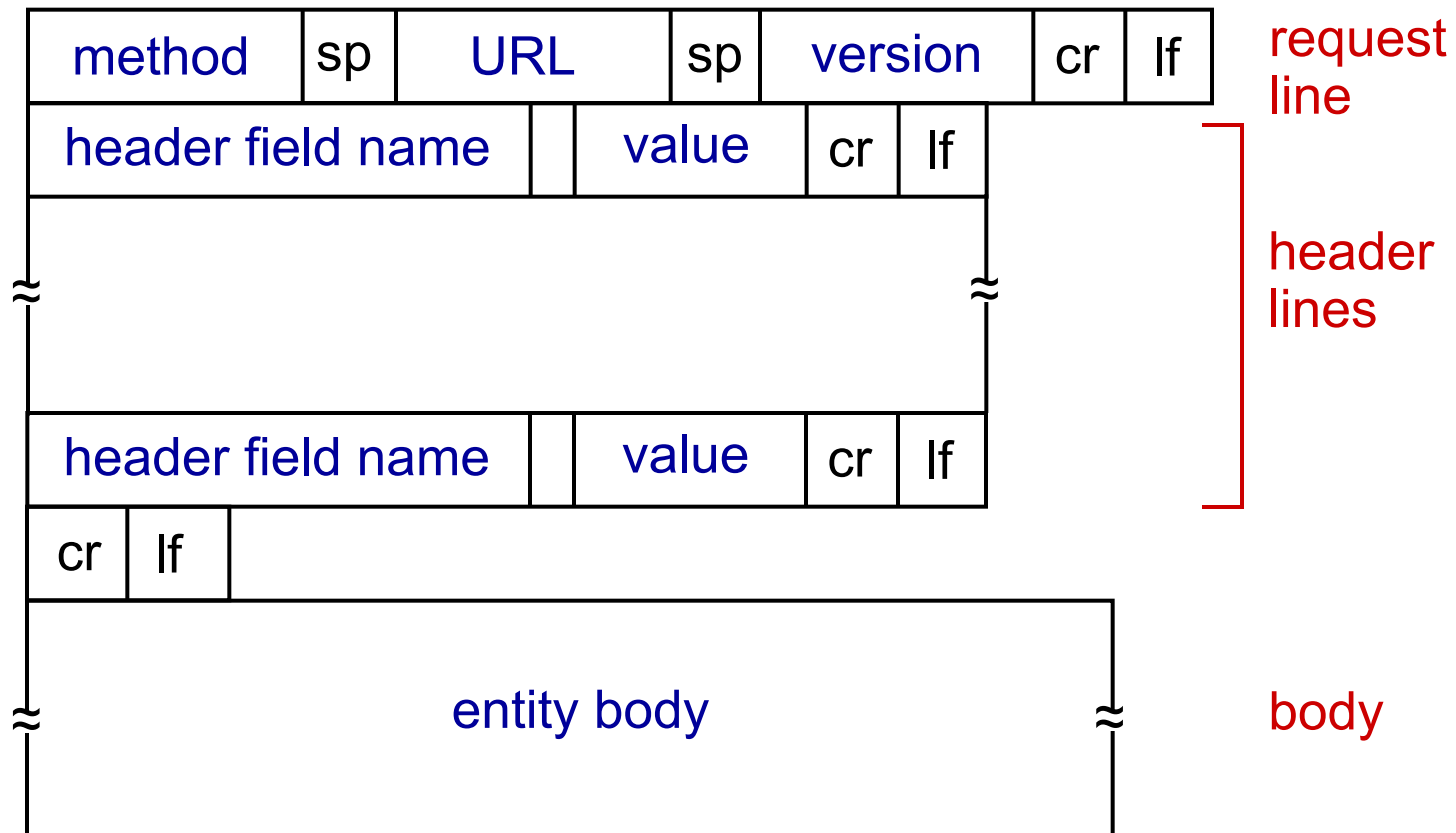 method sp URL sp version cr lf
request
line
header field name value cr lf
header
lines
header field name value cr lf
cr lf
entity body
body